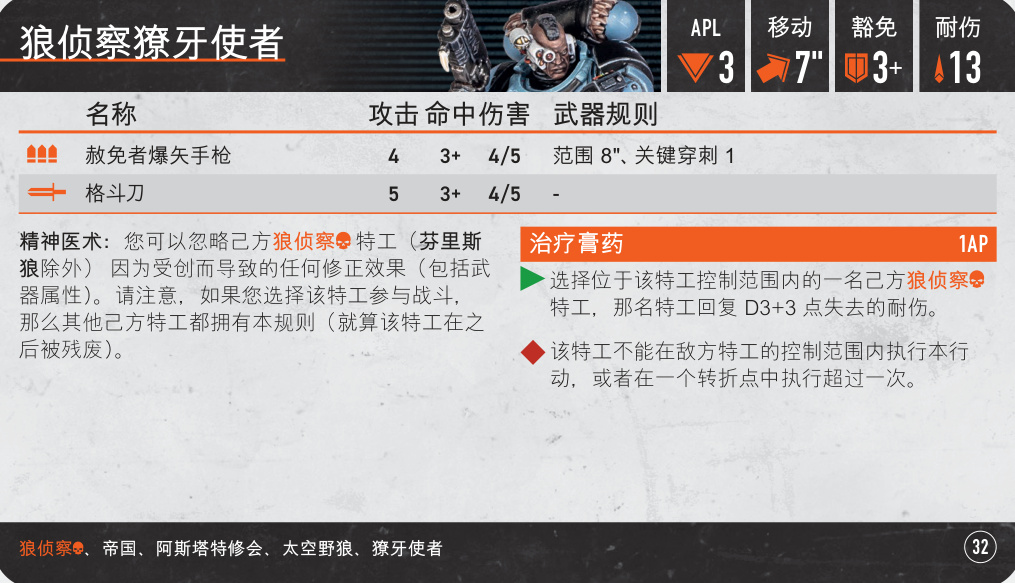 狼侦察獠牙使者
APL 移动 豁免 耐伤
3 7" 3+ 13
名称 攻击 命中 伤害 武器规则
赦免者爆矢手枪 4 3+ 4/5 范围 8"、关键穿刺 1
格斗刀 5 3+ 4/5 -
精神医术：您可以忽略己方狼侦察特工（芬里斯
狼除外） 因为受创而导致的任何修正效果（包括武
器属性）。请注意，如果您选择该特工参与战斗，
那么其他己方特工都拥有本规则（就算该特工在之
后被残废）。
治疗膏药 1AP
选择位于该特工控制范围内的一名己方狼侦察
特工，那名特工回复 D3+3 点失去的耐伤。
该特工不能在敌方特工的控制范围内执行本行
动，或者在一个转折点中执行超过一次。
狼侦察、帝国、阿斯塔特修会、太空野狼、獠牙使者
32